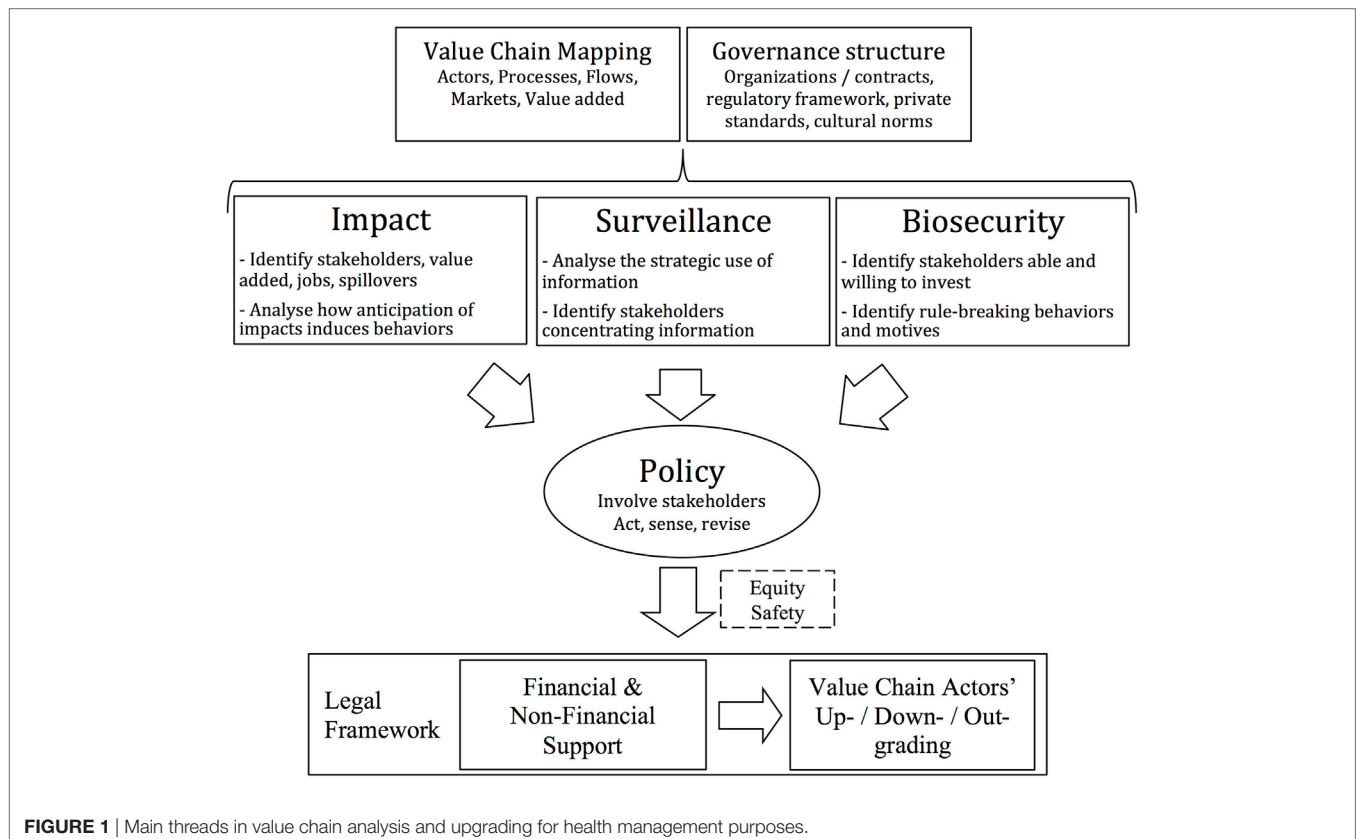 Value Chain Mapping
Actors, Processes, Flows,
Markets, Value added
Governance structure
Organizations / contracts,
regulatory framework, private
standards, cultural norms
Impact
- Identify stakeholders, value
added, jobs, spillovers
- Analyse how anticipation of
impacts induces behaviors
Surveillance
- Analyse the strategic use of
information
- Identify stakeholders
concentrating information
Biosecurity
- Identify stakeholders able and
willing to invest
- Identify rule-breaking behaviors
and motives
Policy
Involve stakeholders
Act, sense, revise
Equity
Safety
Legal
Framework
Financial &
Non-Financial
Support
Value Chain Actors’
Up- / Down- / Out-
grading
FIGURE 1 | Main threads in value chain analysis and upgrading for health management purposes.